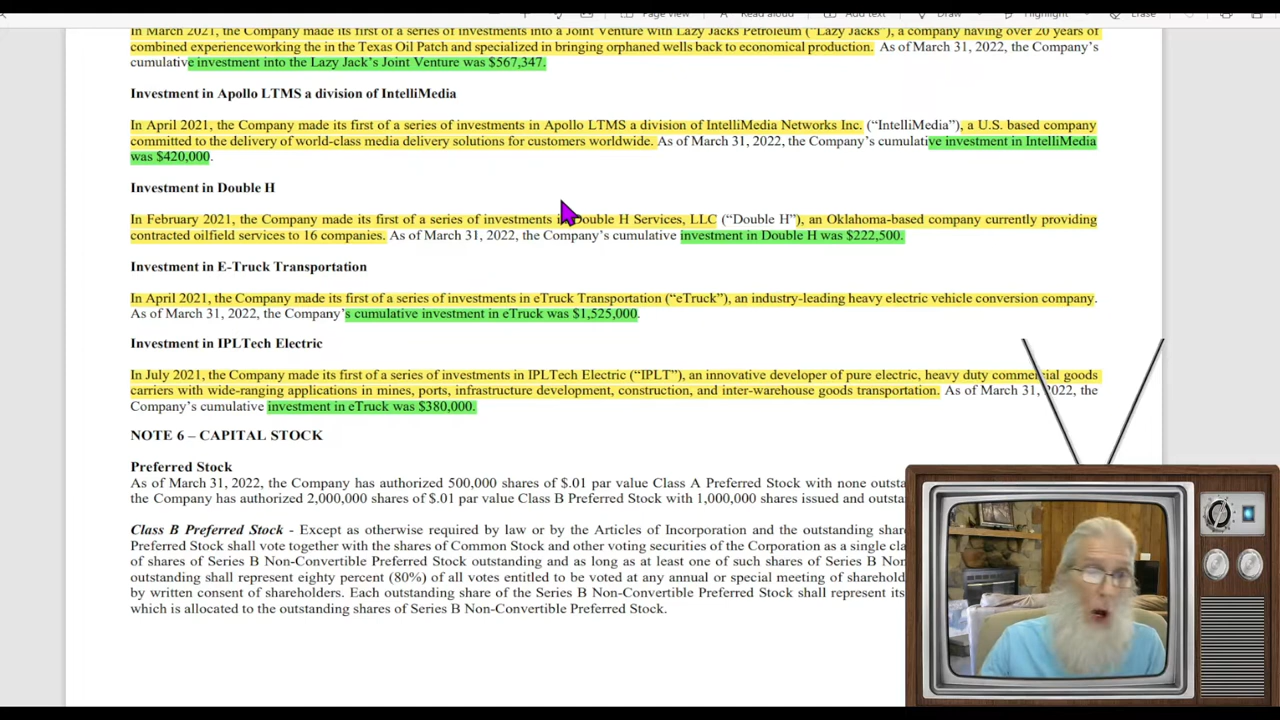 Page view
Read aloud
Add text
Draw
Highlight
Erase
In March 2021, the Company made its first of a series of investments into a Joint Venture with Lazy Jacks Petroleum (“Lazy Jacks”), a company having over 20 years of
combined experienceworking the in the Texas Oil Patch and specialized in bringing orphaned wells back to economical production. As of March 31, 2022, the Company’s
cumulative investment into the Lazy Jack’s Joint Venture was $567,347.
Investment in Apollo LTMS a division of IntelliMedia
In April 2021, the Company made its first of a series of investments in Apollo LTMS a division of IntelliMedia Networks Inc. (“IntelliMedia”), a U.S. based company
committed to the delivery of world-class media delivery solutions for customers worldwide. As of March 31, 2022, the Company’s cumulative investment in IntelliMedia
was $420,000.
Investment in Double H
In February 2021, the Company made its first of a series of investments in Double H Services, LLC (“Double H”), an Oklahoma-based company currently providing
contracted oilfield services to 16 companies. As of March 31, 2022, the Company’s cumulative investment in Double H was $222,500.
Investment in E-Truck Transportation
In April 2021, the Company made its first of a series of investments in eTruck Transportation (“eTruck”), an industry-leading heavy electric vehicle conversion company.
As of March 31, 2022, the Company’s cumulative investment in eTruck was $1,525,000.
Investment in IPLTech Electric
In July 2021, the Company made its first of a series of investments in IPLTech Electric (“IPLT”), an innovative developer of pure electric, heavy duty commercial goods
carriers with wide-ranging applications in mines, ports, infrastructure development, construction, and inter-warehouse goods transportation. As of March 31, 2022, the
Company’s cumulative investment in eTruck was $380,000.
NOTE 6 – CAPITAL STOCK
Preferred Stock
As of March 31, 2022, the Company has authorized 500,000 shares of $.01 par value Class A Preferred Stock with none outsta
the Company has authorized 2,000,000 shares of $.01 par value Class B Preferred Stock with 1,000,000 shares issued and outsta
Class B Preferred Stock - Except as otherwise required by law or by the Articles of Incorporation and the outstanding shar
Preferred Stock shall vote together with the shares of Common Stock and other voting securities of the Corporation as a single cla
of shares of Series B Non-Convertible Preferred Stock outstanding and as long as at least one of such shares of Series B Non
outstanding shall represent eighty percent (80%) of all votes entitled to be voted at any annual or special meeting of sharehold
by written consent of shareholders. Each outstanding share of the Series B Non-Convertible Preferred Stock shall represent its
which is allocated to the outstanding shares of Series B Non-Convertible Preferred Stock.